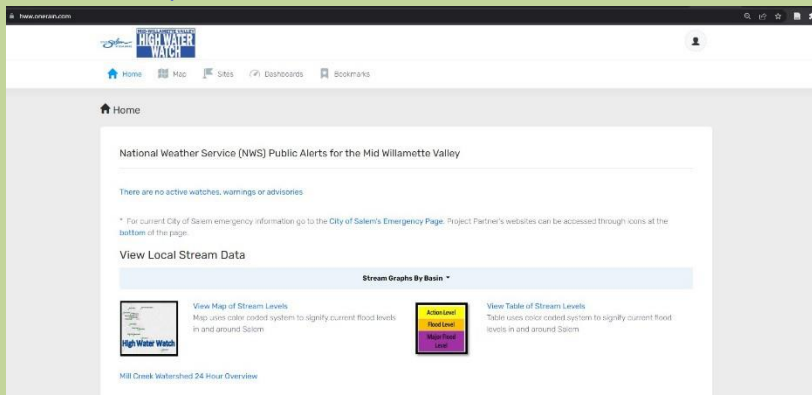 hww.onerain.com
MID-WILLAMETTE VALLEY
HIGH WATER
WATCH
Home Map Sites Dashboards Bookmarks
Home
National Weather Service (NWS) Public Alerts for the Mid Willamette Valley
There are no active watches, warnings or advisories
* For current City of Salem emergency information go to the City of Salem's Emergency Page. Project Partner's websites can be accessed through icons at the
bottom of the page.
View Local Stream Data
Stream Graphs By Basin
View Map of Stream Levels
Map uses color coded system to signify current flood levels
in and around Salem
High Water Watch
Action Level
Flood Level
Major Flood
Level
View Table of Stream Levels
Table uses color coded system to signify current flood
levels in and around Salem
Mill Creek Watershed 24 Hour Overview